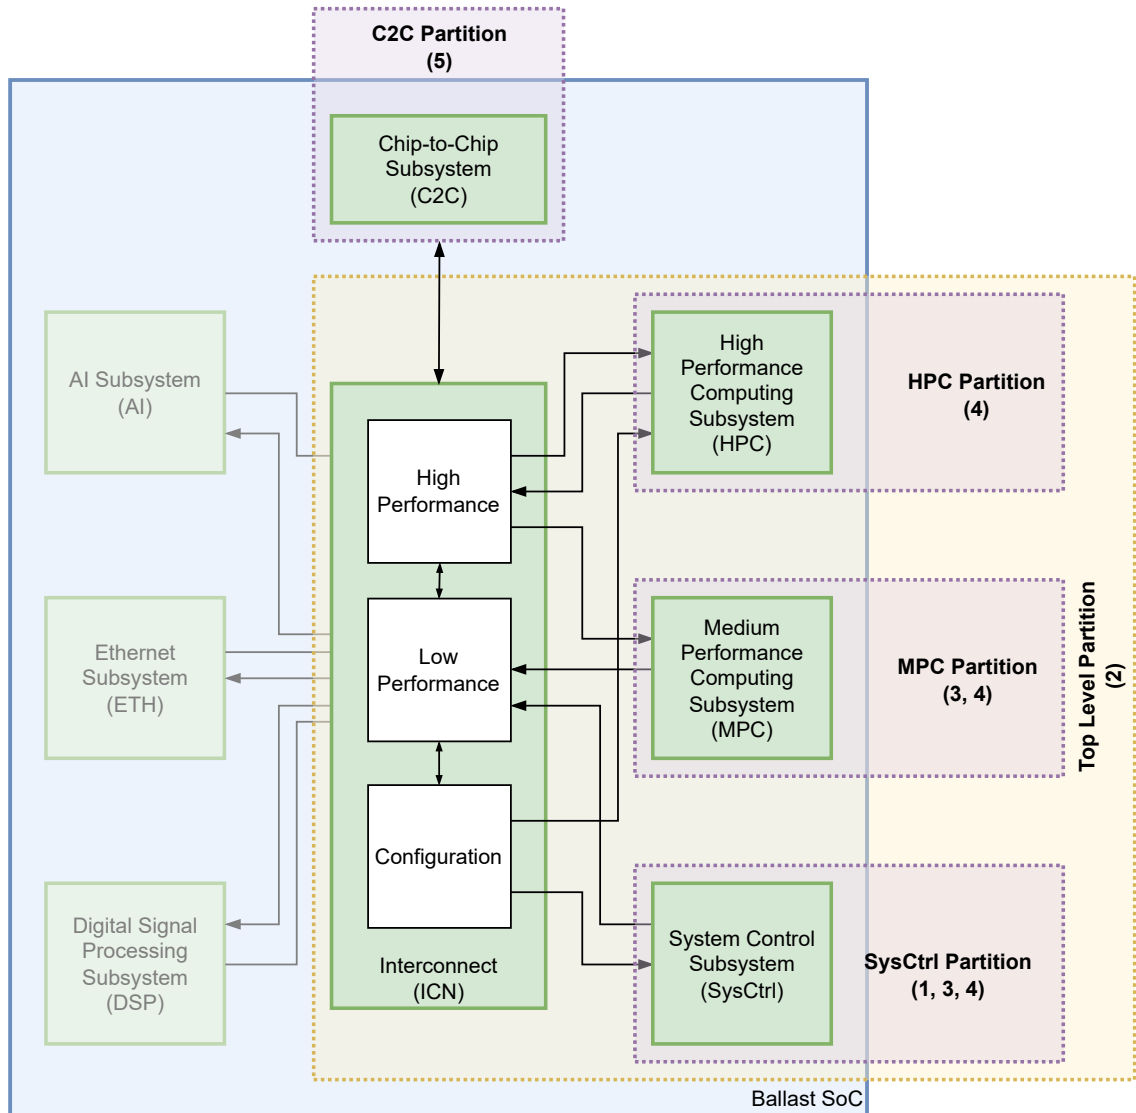 C2C Partition
(5)
Chip-to-Chip
Subsystem
(C2C)
AI Subsystem
(AI)
High
Performance
Computing
Subsystem
(HPC)
HPC Partition
(4)
High
Performance
Ethernet
Subsystem
(ETH)
Low
Performance
Medium
Performance
Computing
Subsystem
(MPC)
MPC Partition
(3, 4)
Top Level Partition
(2)
Configuration
Digital Signal
Processing
Subsystem
(DSP)
Interconnect
(ICN)
System Control
Subsystem
(SysCtrl)
SysCtrl Partition
(1, 3, 4)
Ballast SoC